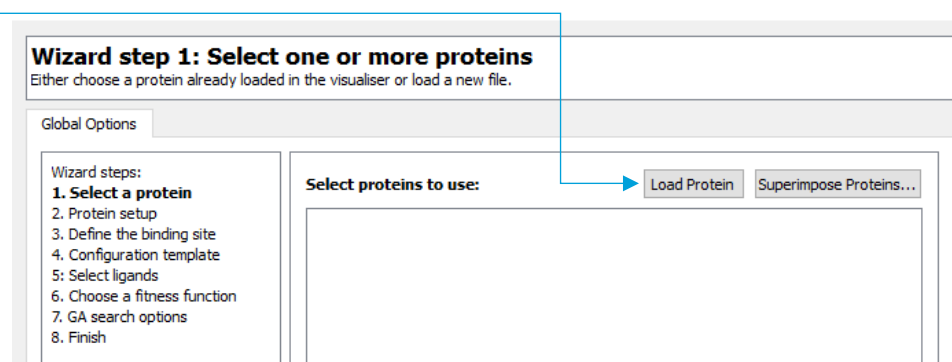 Wizard step 1: Select one or more proteins
Either choose a protein already loaded in the visualiser or load a new file.
Global Options
Wizard steps:
1. Select a protein
2. Protein setup
3. Define the binding site
4. Configuration template
5: Select ligands
6. Choose a fitness function
7. GA search options
8. Finish
Select proteins to use:
Load Protein
Superimpose Proteins...